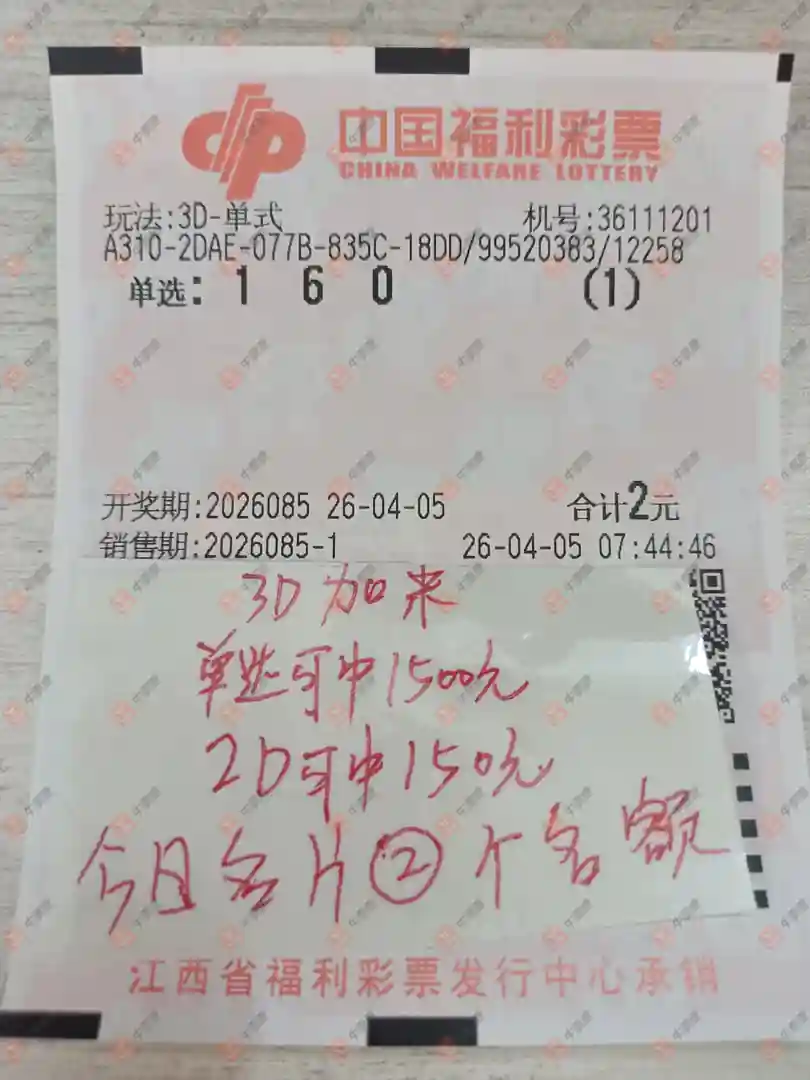 中国福利彩票
CHINA WELFARE LOTTERY
玩法:3D-单式 机号:36111201
A310-2DAE-077B-835C-18DD/99520383/12258
单选: 1 6 0 (1)
开奖期:2026085 26-04-05 合计2元
销售期:2026085-1 26-04-05 07:44:46
3D加来
单选可中1500元
2D可中150元
今日名片②个名额
江西省福利彩票发行中心承销